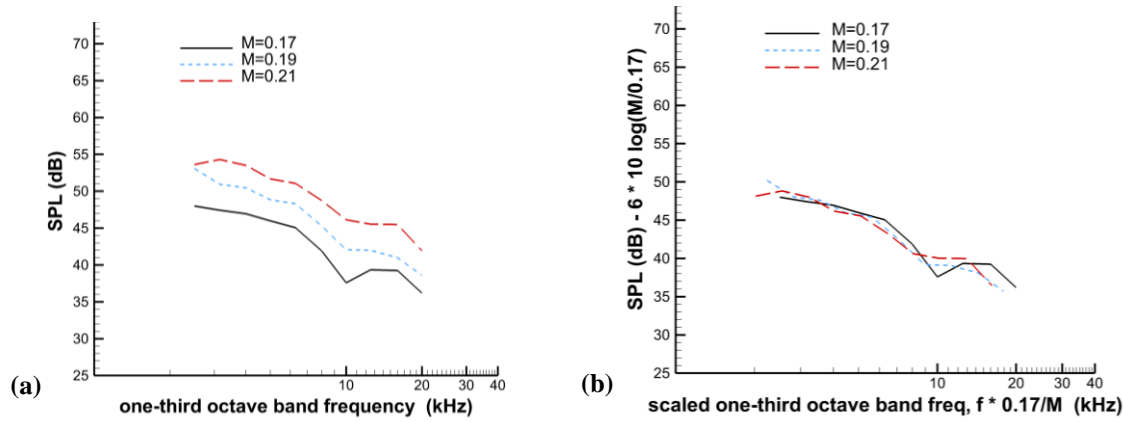 70
65
60
55
50
45
40
35
30
25
SPL (dB)
M=0.17
M=0.19
M=0.21
10 20 30 40
one-third octave band frequency (kHz)
(a)
70
65
60
55
50
45
40
35
30
25
SPL (dB) - 6 * 10 log(M/0.17)
M=0.17
M=0.19
M=0.21
10 20 30 40
scaled one-third octave band freq, f * 0.17/M (kHz)
(b)